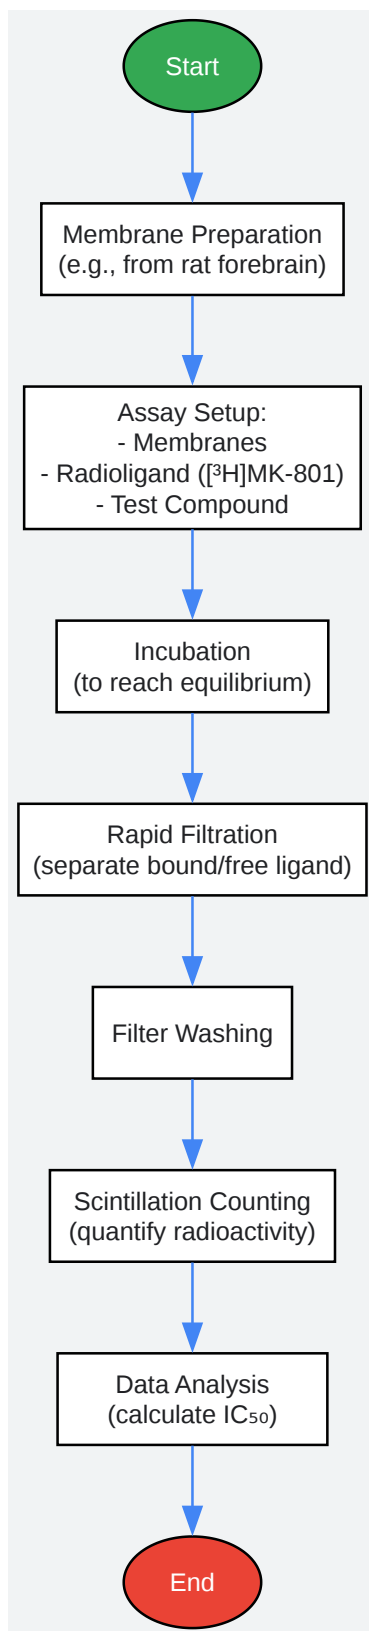 Start
Membrane Preparation
(e.g., from rat forebrain)
Assay Setup:
- Membranes
- Radioligand ([³H]MK-801)
- Test Compound
Incubation
(to reach equilibrium)
Rapid Filtration
(separate bound/free ligand)
Filter Washing
Scintillation Counting
(quantify radioactivity)
Data Analysis
(calculate IC₅₀)
End